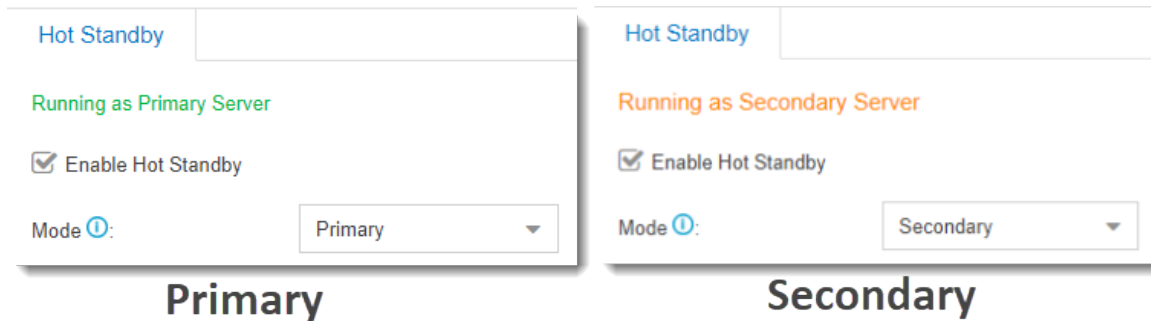 Hot Standby
Running as Primary Server
Enable Hot Standby
Mode :
Primary
Primary
Hot Standby
Running as Secondary Server
Enable Hot Standby
Mode :
Secondary
Secondary